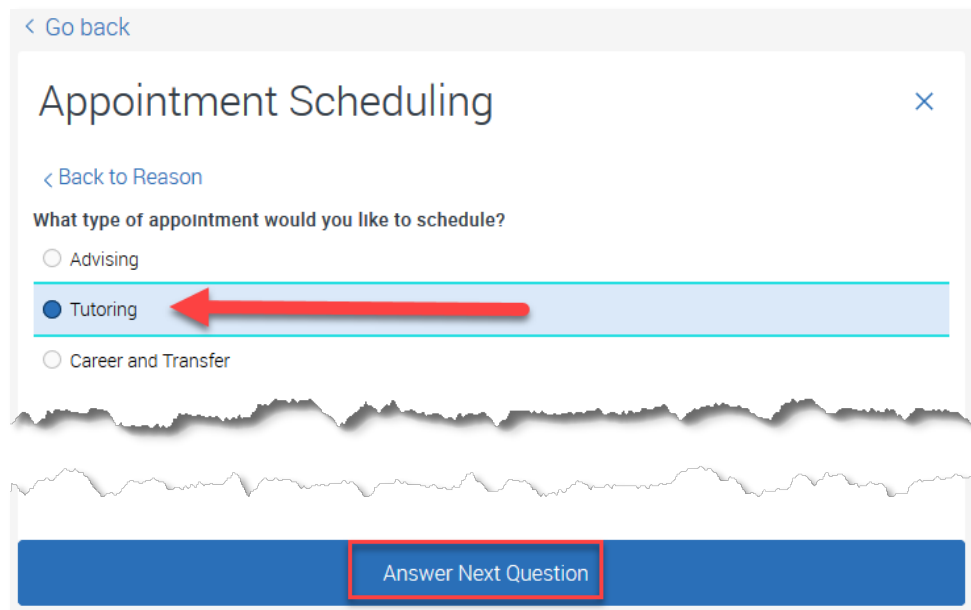 Go back
Appointment Scheduling
Back to Reason
What type of appointment would you like to schedule?
Advising
Tutoring
Career and Transfer
Answer Next Question